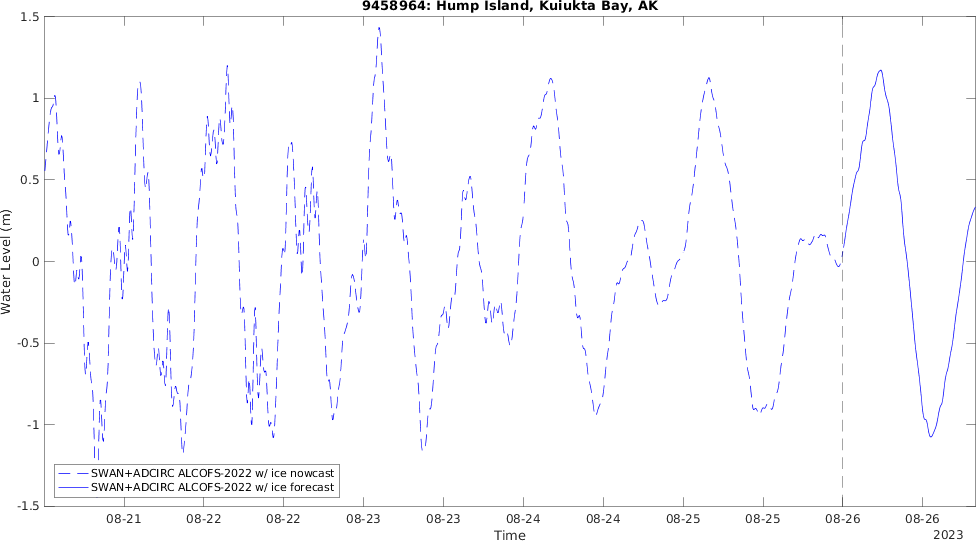 9458964: Hump Island, Kuiukta Bay, AK
Water Level (m)
1.5
1
0.5
0
-0.5
-1
-1.5
SWAN+ADCIRC ALCOFS-2022 w/ ice nowcast
SWAN+ADCIRC ALCOFS-2022 w/ ice forecast
08-21 08-22 08-22 08-23 08-23 08-24 08-24 08-25 08-25 08-26 08-26
Time
2023